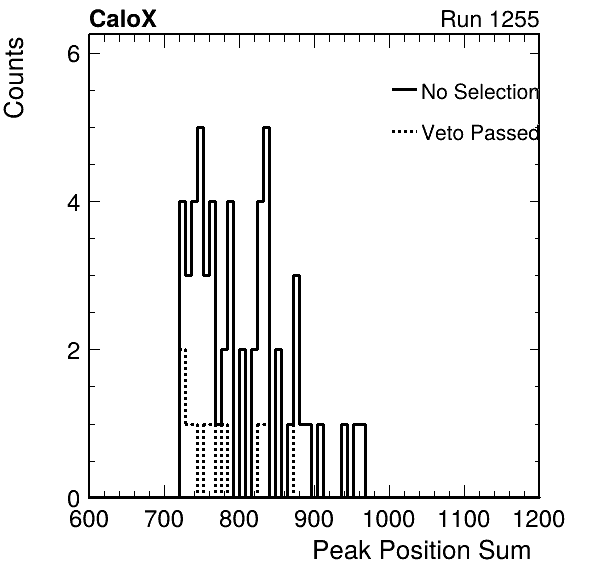 CaloX Run 1255
Counts
6
No Selection
Veto Passed
4
2
0
600 700 800 900 1000 1100 1200
Peak Position Sum